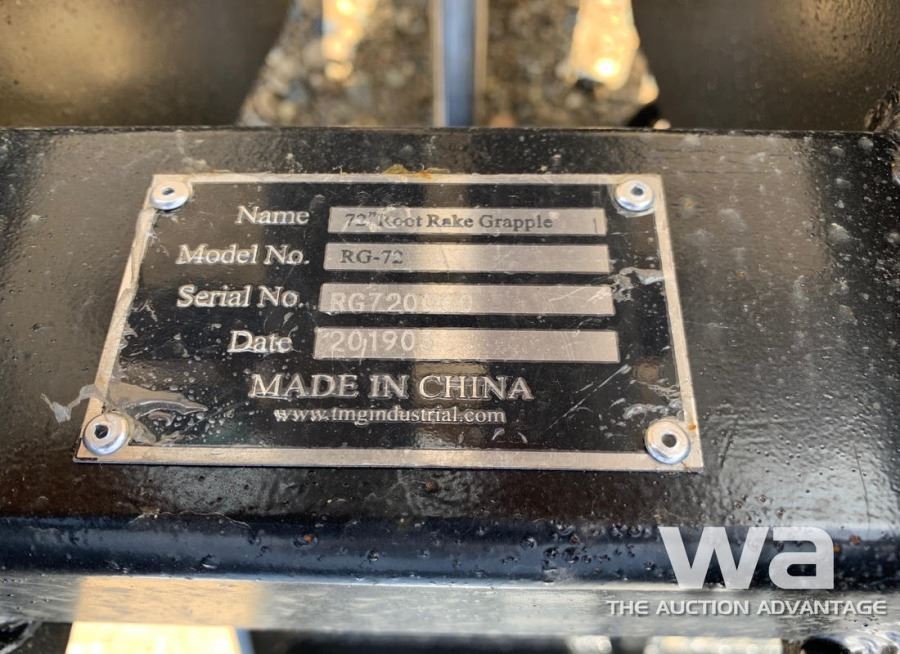 Name 72"Root Rake Grapple
Model No. RG-72
Serial No.
Date
MADE IN CHINA
www.tmgindustrial.com
wa
THE AUCTION ADVANTAGE